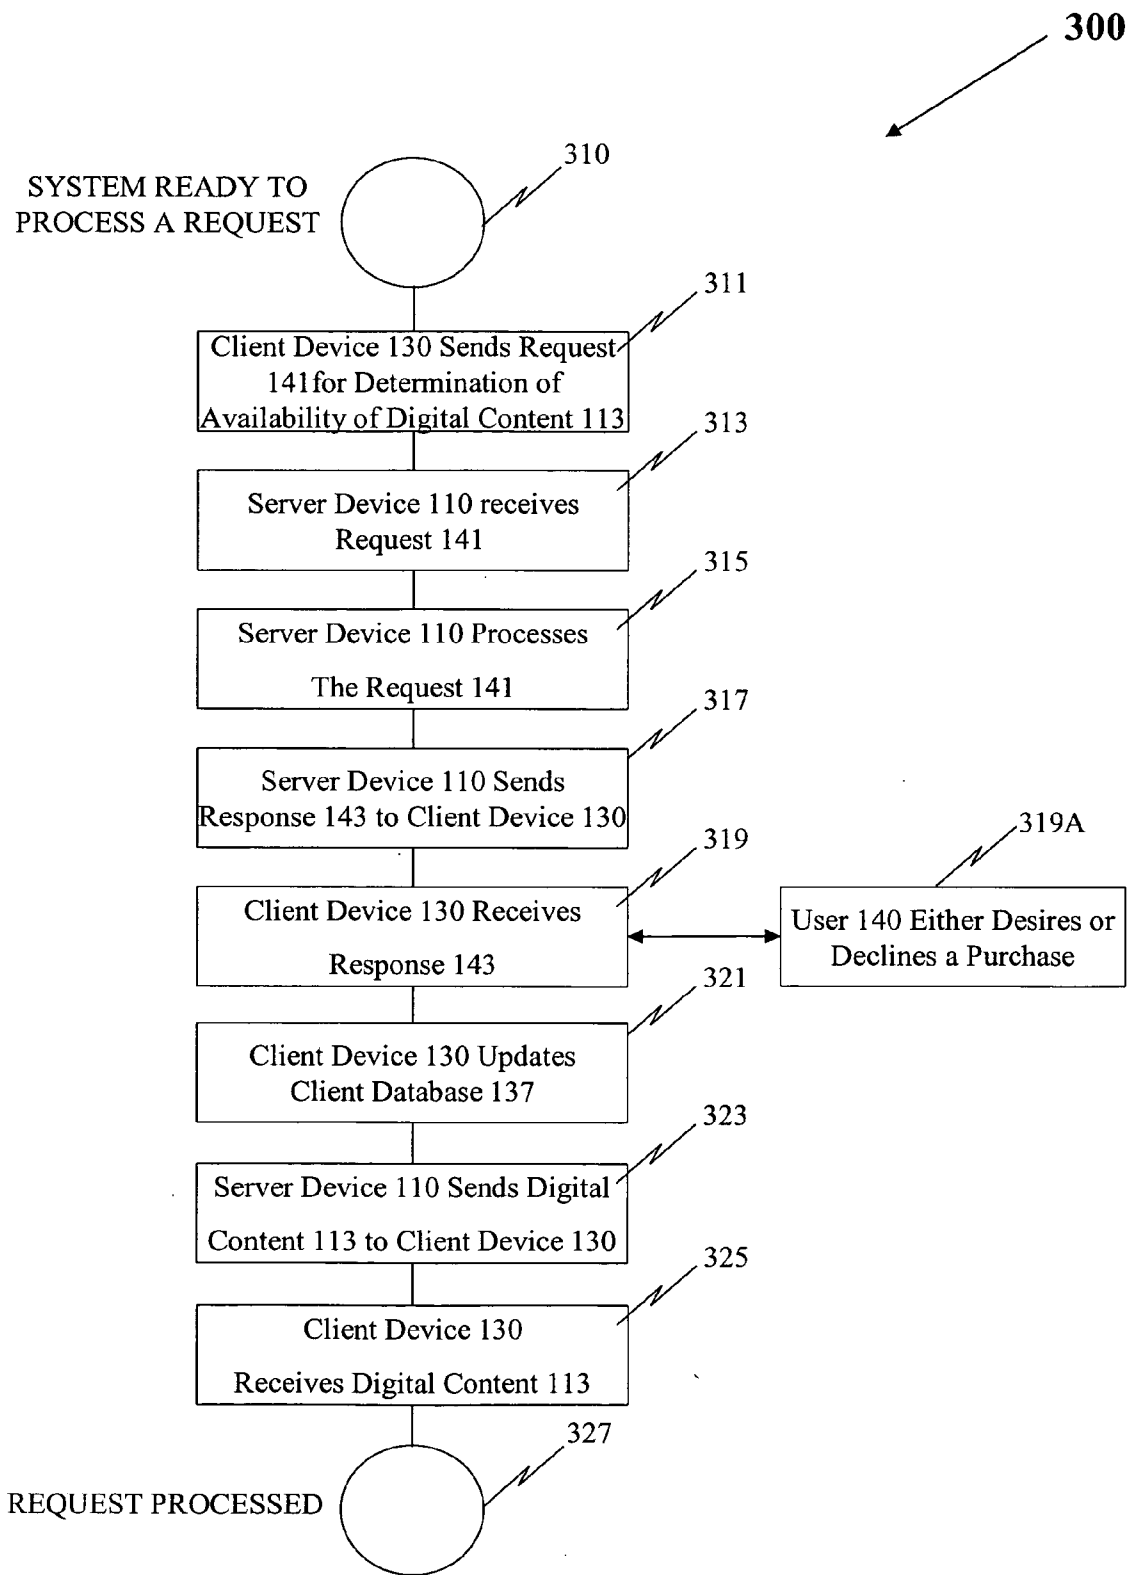 300
310
SYSTEM READY TO
PROCESS A REQUEST
311
Client Device 130 Sends Request
141for Determination of
Availability of Digital Content 113
313
Server Device 110 receives
Request 141
315
Server Device 110 Processes
The Request 141
317
Server Device 110 Sends
Response 143 to Client Device 130
319
Client Device 130 Receives
Response 143
319A
User 140 Either Desires or
Declines a Purchase
321
Client Device 130 Updates
Client Database 137
323
Server Device 110 Sends Digital
Content 113 to Client Device 130
325
Client Device 130
Receives Digital Content 113
327
REQUEST PROCESSED